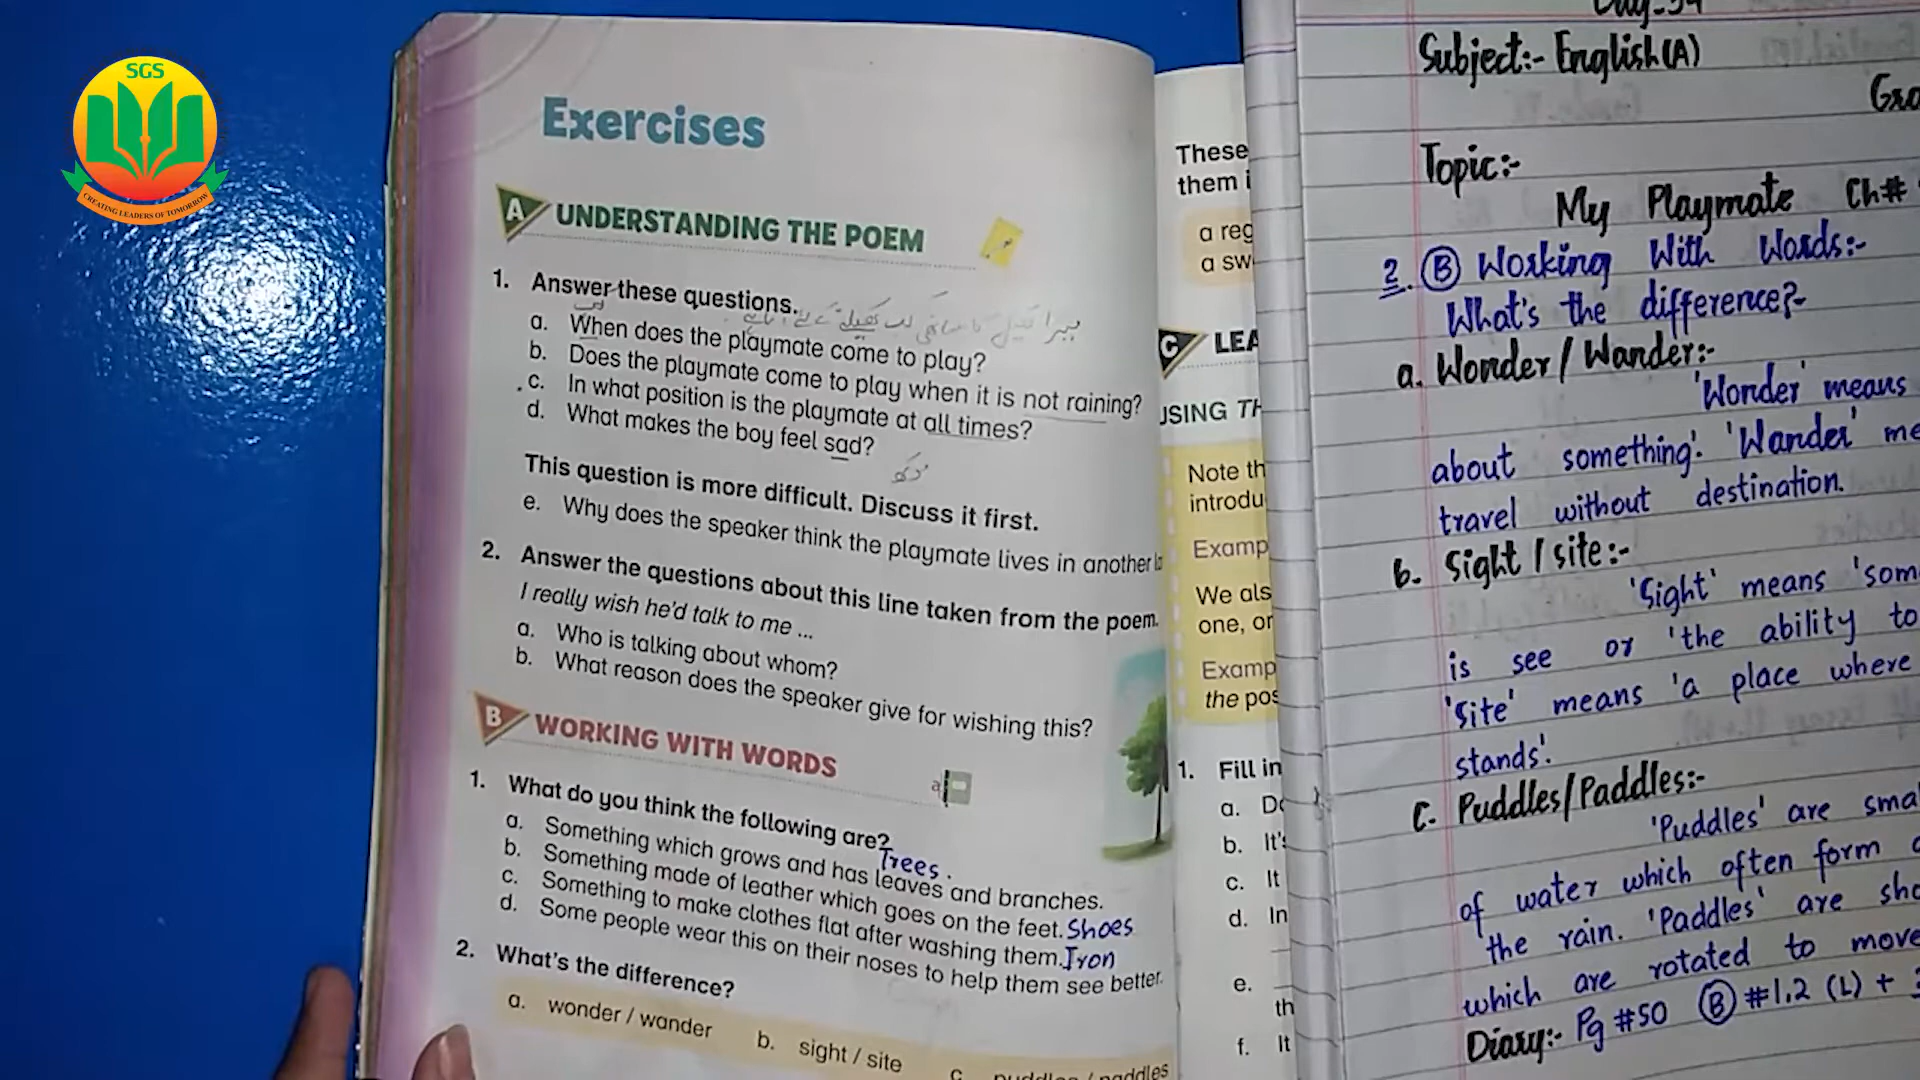 SGS
CREATING LEADERS OF TOMORROW
Exercises
A UNDERSTANDING THE POEM
1. Answer these questions.
a. When does the playmate come to play?
b. Does the playmate come to play when it is not raining?
c. In what position is the playmate at all times?
d. What makes the boy feel sad?
دکھ
This question is more difficult. Discuss it first.
e. Why does the speaker think the playmate lives in another
2. Answer the questions about this line taken from the poem.
I really wish he'd talk to me ...
a. Who is talking about whom?
b. What reason does the speaker give for wishing this?
B WORKING WITH WORDS
1. What do you think the following are?
a. Something which grows and has leaves and branches. Trees.
b. Something made of leather which goes on the feet. Shoes
c. Something to make clothes flat after washing them. Iron
d. Some people wear this on their noses to help them see better.
2. What's the difference?
a. wonder / wander
b. sight / site
c. puddles / paddles
These
them i
a reg
a sw
C LEA
USING TH
Note th
introdu
Examp
We als
one, or
Examp
the pos
1. Fill in
a. Do
b. It's
c. It
d. In
e.
th
f. It
Subject:- English(A)
Gra
Topic:-
My Playmate Ch#
2. B Working With Words:-
What's the difference?-
a. Wonder / Wander:-
'Wonder' means
about something'. 'Wander' me
travel without destination.
b. Sight / site:-
'Sight' means 'som
is see or 'the ability to
'Site' means 'a place where
stands'.
C. Puddles/Paddles:-
'Puddles' are smal
of water which often form a
the rain. 'Paddles' are sho
which are rotated to move
Diary:- Pg #50 B #1,2 (L) +